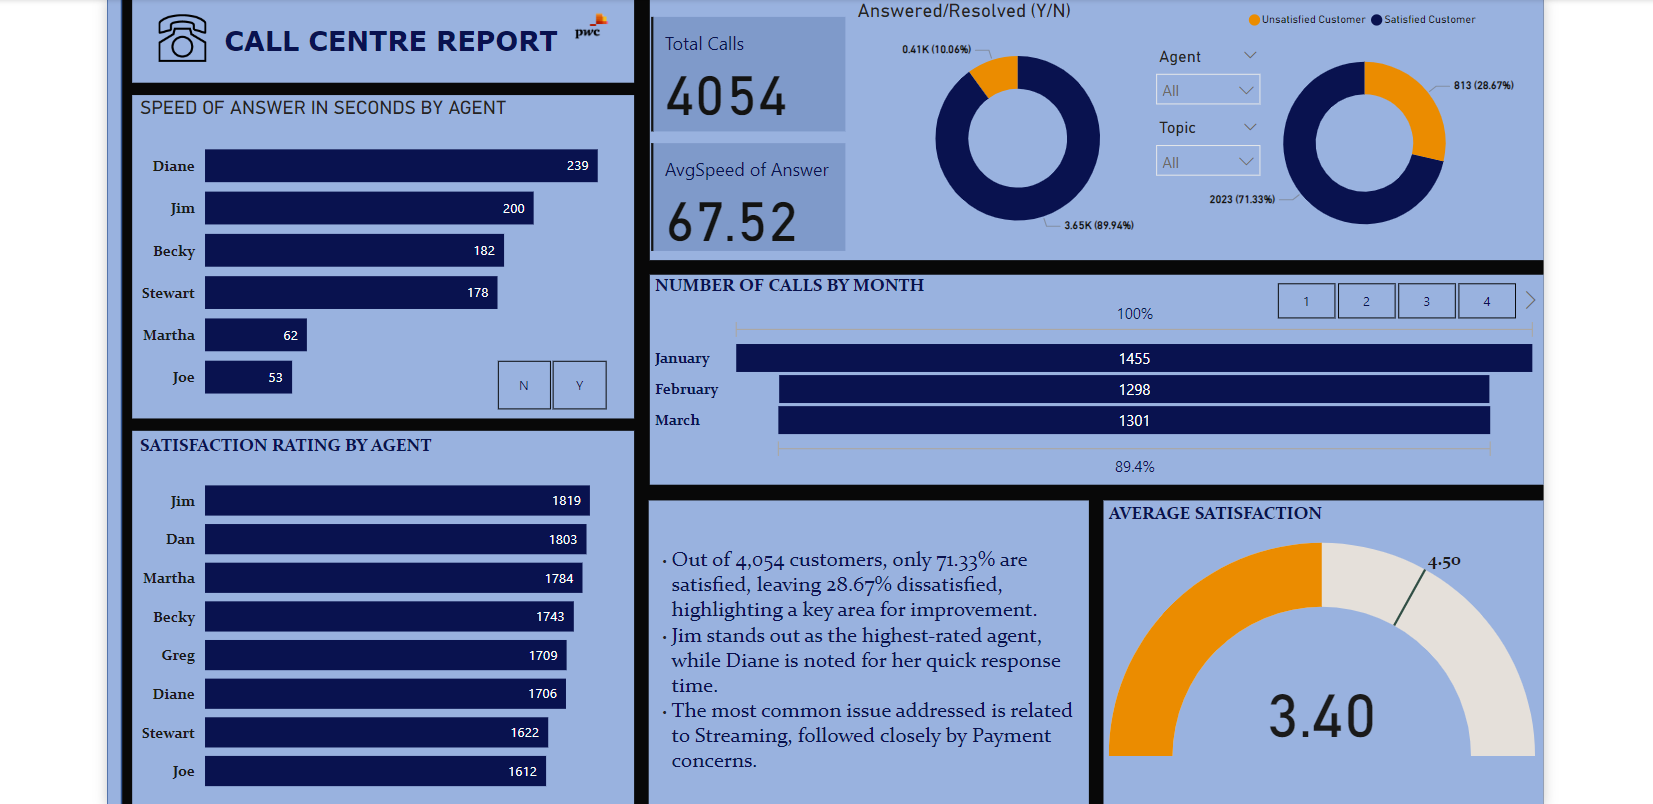 CALL CENTRE REPORT
pwc
SPEED OF ANSWER IN SECONDS BY AGENT
Diane 239
Jim 200
Becky 182
Stewart 178
Martha 62
Joe 53
N Y
SATISFACTION RATING BY AGENT
Jim 1819
Dan 1803
Martha 1784
Becky 1743
Greg 1709
Diane 1706
Stewart 1622
Joe 1612
Total Calls
4054
AvgSpeed of Answer
67.52
Answered/Resolved (Y/N)
0.41K (10.06%)
3.65K (89.94%)
Agent
All
Topic
All
Unsatisfied Customer Satisfied Customer
813 (28.67%)
2023 (71.33%)
NUMBER OF CALLS BY MONTH
1 2 3 4
100%
January 1455
February 1298
March 1301
89.4%
· Out of 4,054 customers, only 71.33% are
satisfied, leaving 28.67% dissatisfied,
highlighting a key area for improvement.
· Jim stands out as the highest-rated agent,
while Diane is noted for her quick response
time.
· The most common issue addressed is related
to Streaming, followed closely by Payment
concerns.
AVERAGE SATISFACTION
4.50
3.40